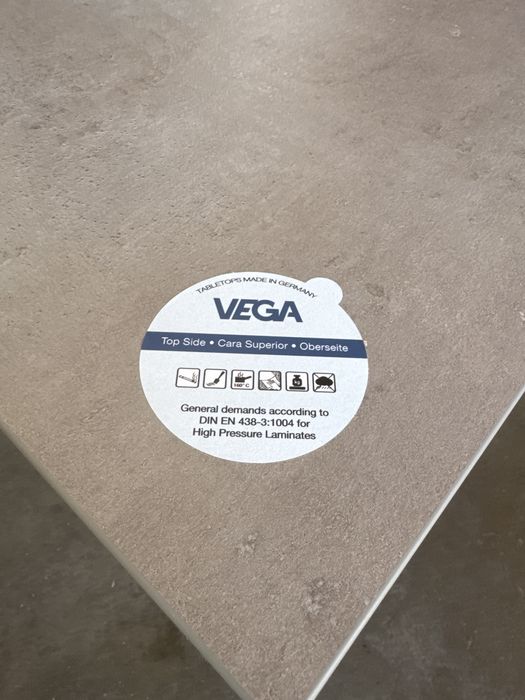 TABLETOPS MADE IN GERMANY
VEGA
Top Side • Cara Superior • Oberseite
180° C
General demands according to
DIN EN 438-3:1004 for
High Pressure Laminates